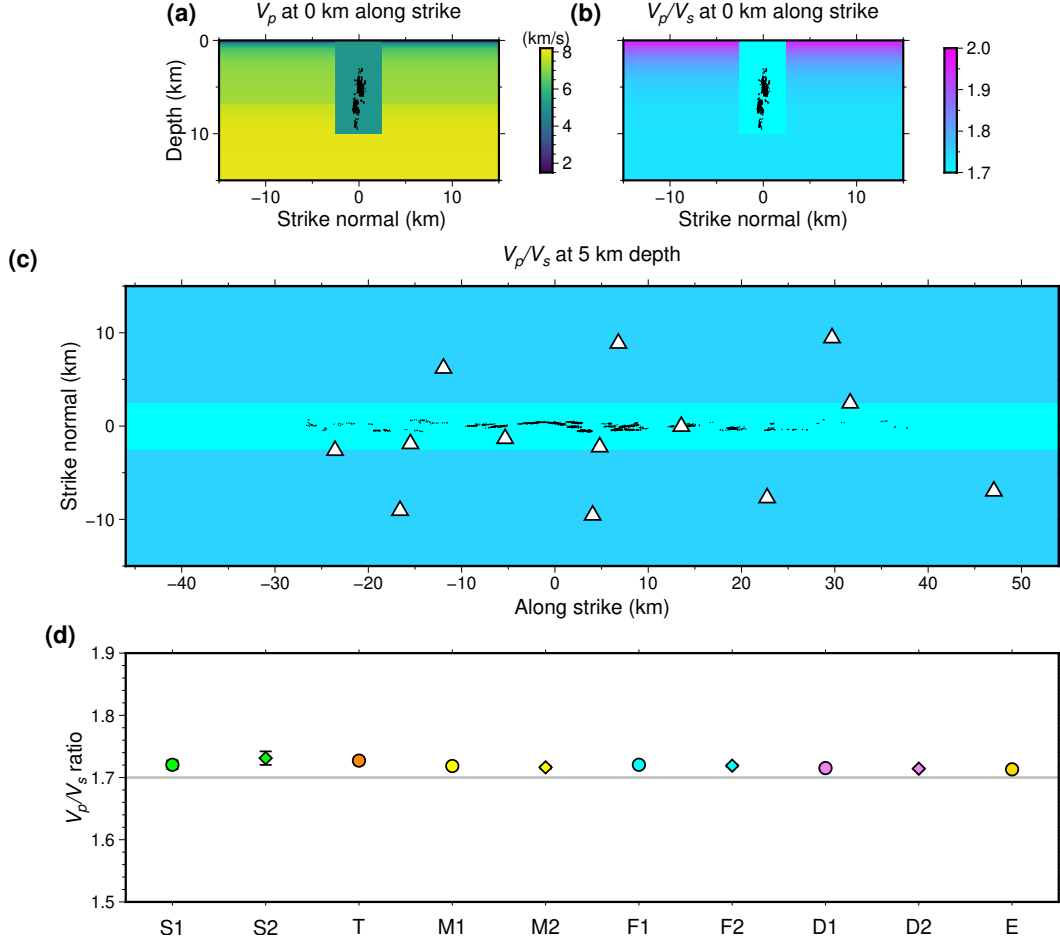 (a) Vp at 0 km along strike
(b) Vp/Vs at 0 km along strike
(km/s)
0
10
Depth (km)
−10 0 10
Strike normal (km)
8
6
4
2
−10 0 10
Strike normal (km)
2.0
1.9
1.8
1.7
(c) Vp/Vs at 5 km depth
10
0
−10
Strike normal (km)
−40 −30 −20 −10 0 10 20 30 40 50
Along strike (km)
(d)
1.9
1.8
1.7
1.6
1.5
Vp/Vs ratio
S1 S2 T M1 M2 F1 F2 D1 D2 E